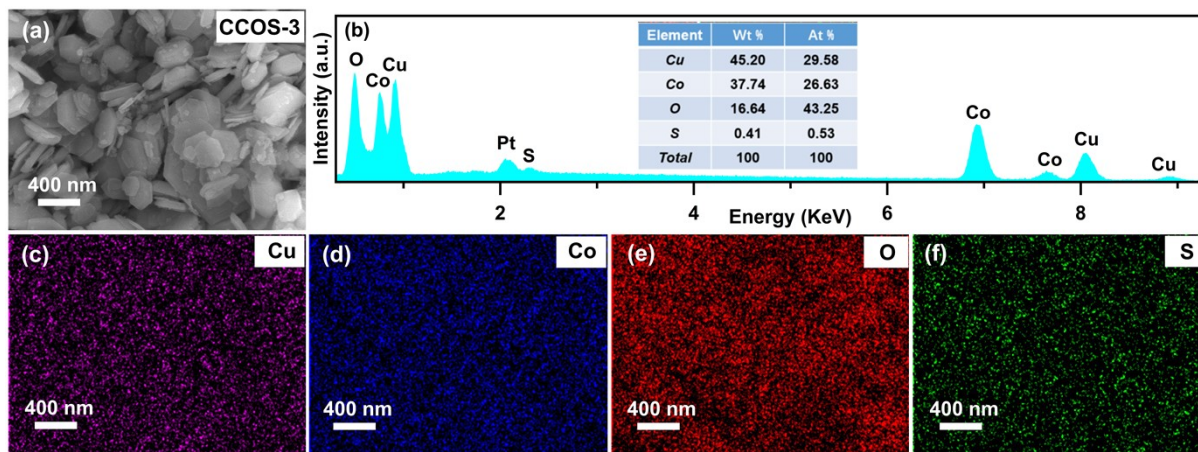 (a)
CCOS-3
400 nm
(b)
Intensity (a.u.)
O
Co
Cu
Pt
S
Co
Co
Cu
Cu
Element Wt % At %
Cu 45.20 29.58
Co 37.74 26.63
O 16.64 43.25
S 0.41 0.53
Total 100 100
2 4 6 8
Energy (KeV)
(c)
Cu
400 nm
(d)
Co
400 nm
(e)
O
400 nm
(f)
S
400 nm